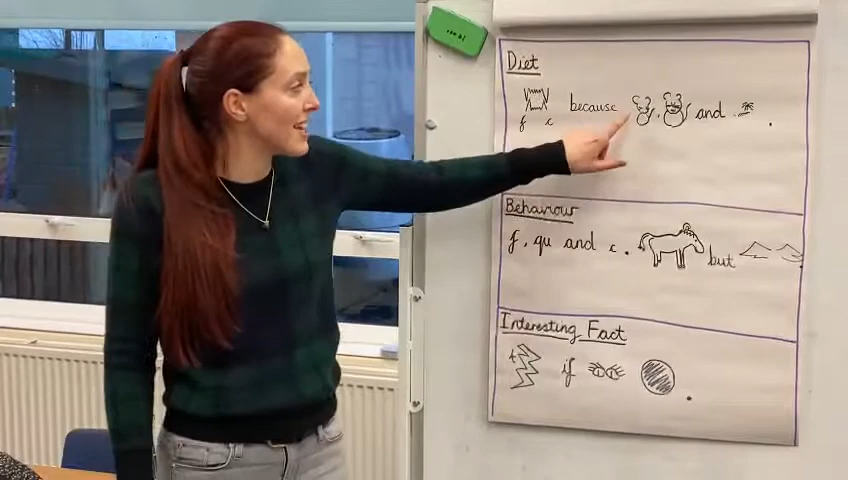 Diet
because and .
f c
Behaviour
f, qu and c. but
Interesting Fact
t if .